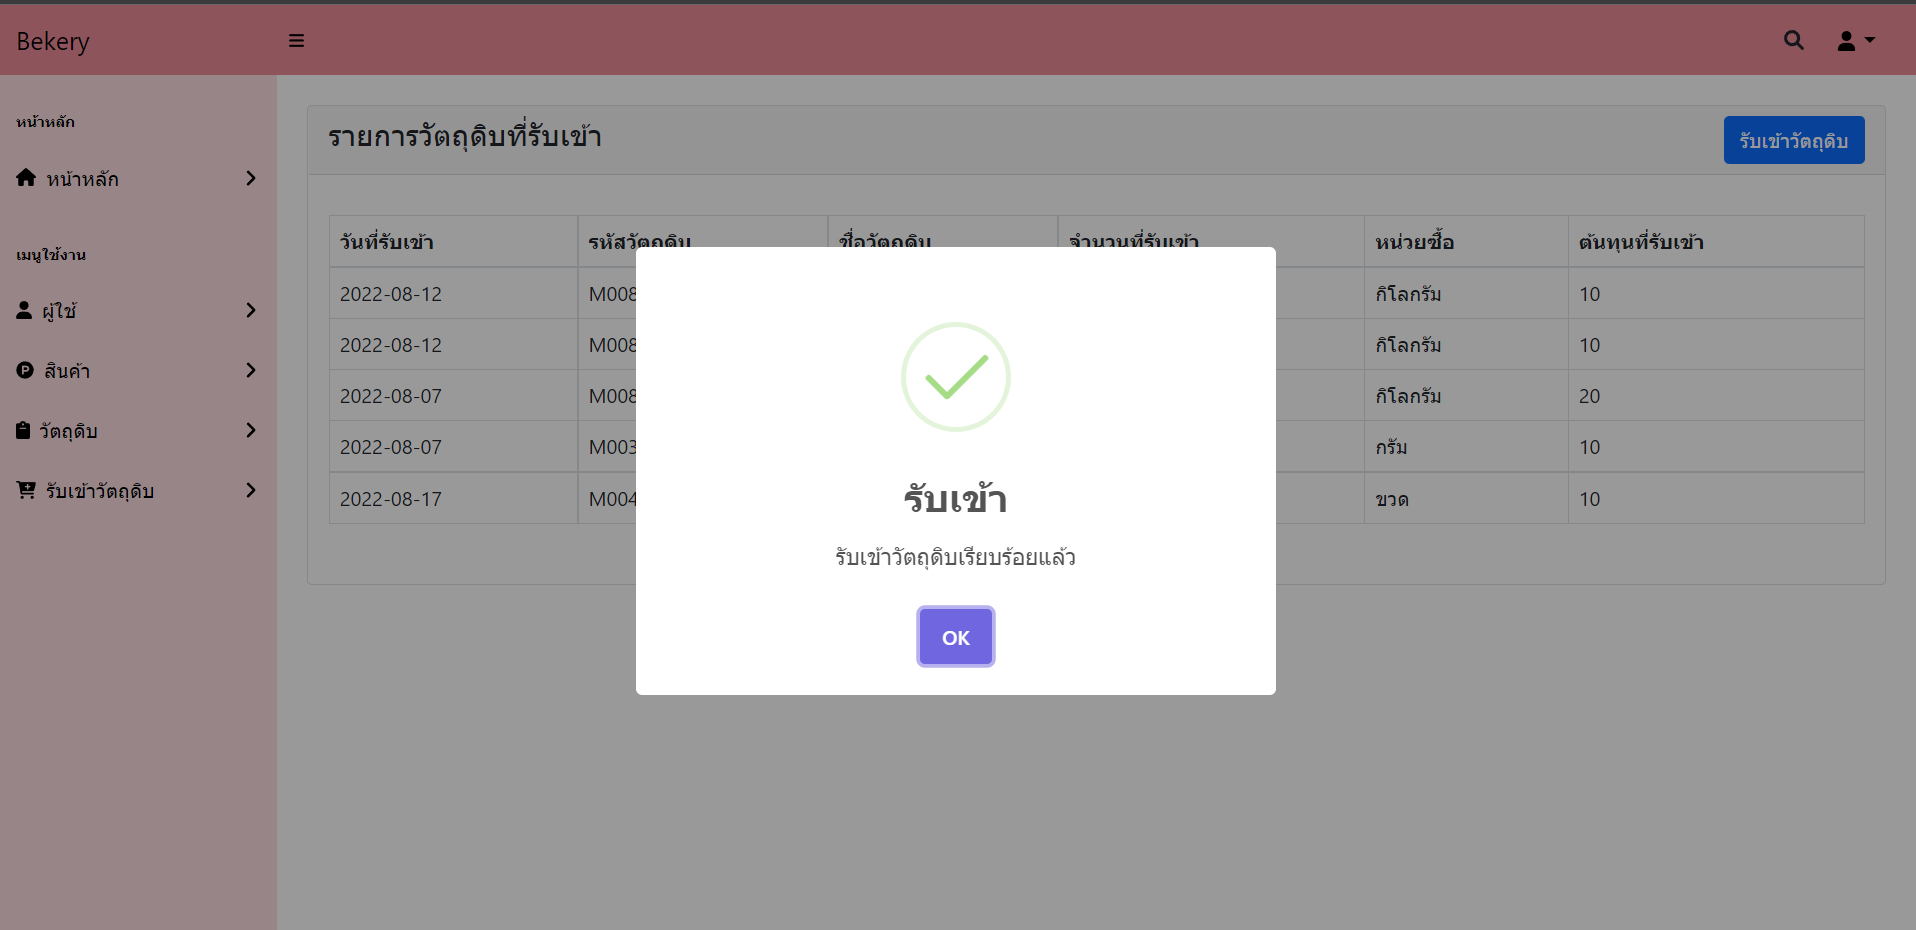 Bekery
หน้าหลัก
หน้าหลัก
เมนูใช้งาน
ผู้ใช้
สินค้า
วัตถุดิบ
รับเข้าวัตถุดิบ
รายการวัตถุดิบที่รับเข้า
รับเข้าวัตถุดิบ
วันที่รับเข้า รหัสวัตถุดิบ ชื่อวัตถุดิบ จำนวนที่รับเข้า หน่วยซื้อ ต้นทุนที่รับเข้า
2022-08-12 M008 กิโลกรัม 10
2022-08-12 M008 กิโลกรัม 10
2022-08-07 M008 กิโลกรัม 20
2022-08-07 M003 กรัม 10
2022-08-17 M004 ขวด 10
รับเข้า
รับเข้าวัตถุดิบเรียบร้อยแล้ว
OK